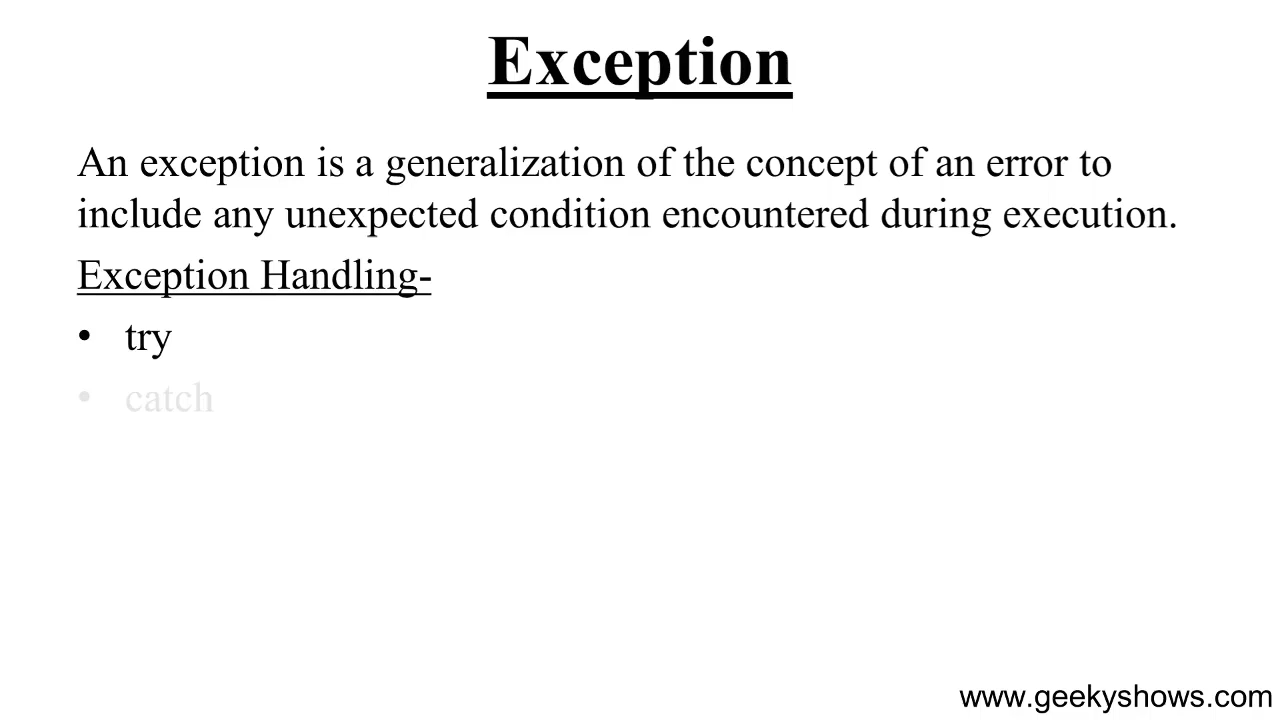 Exception
An exception is a generalization of the concept of an error to
include any unexpected condition encountered during execution.
Exception Handling-
• try
• catch
www.geekyshows.com